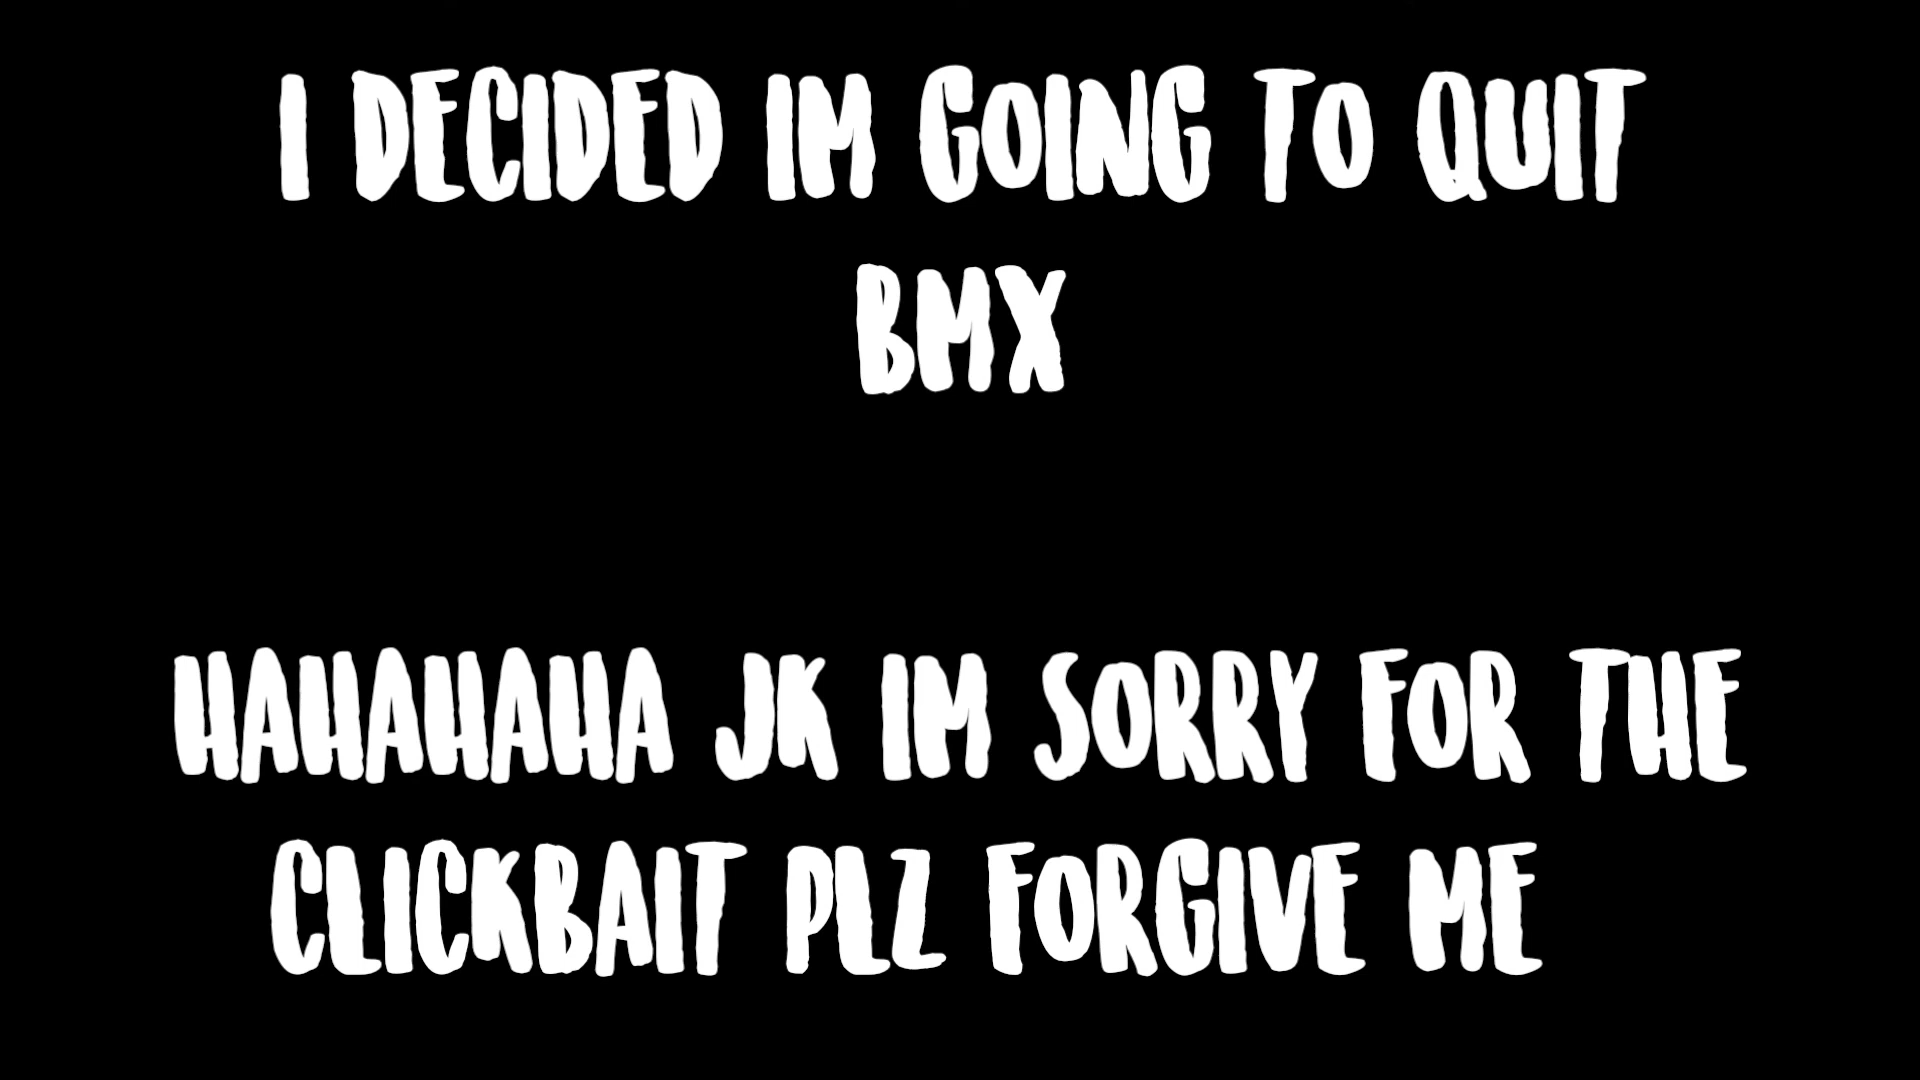 I DECIDED IM GOING TO QUIT
BMX
HAHAHAHA JK IM SORRY FOR THE
CLICKBAIT PLZ FORGIVE ME